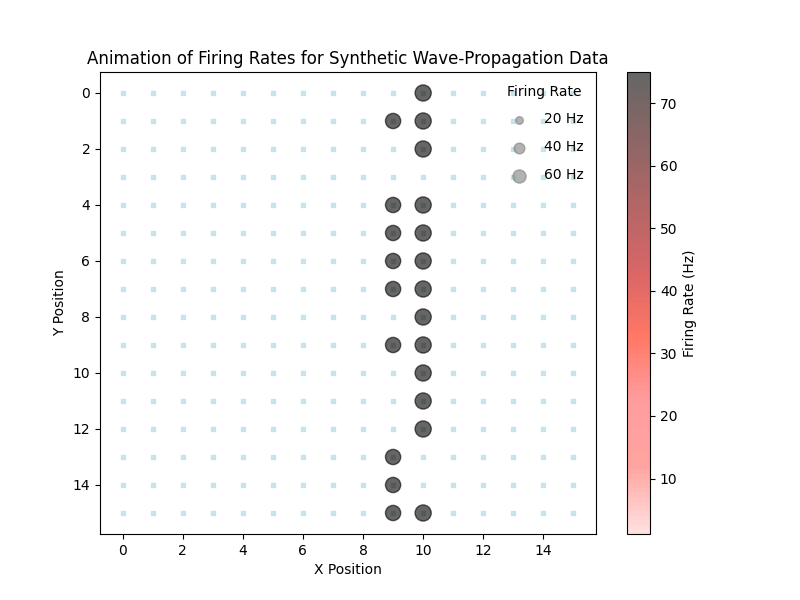 Animation of Firing Rates for Synthetic Wave-Propagation Data
Firing Rate
20 Hz
40 Hz
60 Hz
0
2
4
6
8
10
12
14
Y Position
0 2 4 6 8 10 12 14
X Position
70
60
50
40
30
20
10
Firing Rate (Hz)